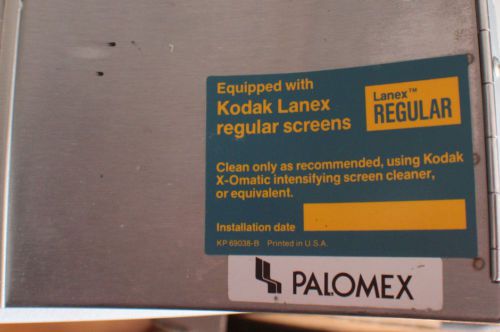 Equipped with
Kodak Lanex
regular screens
Lanex™
REGULAR
Clean only as recommended, using Kodak
X-Omatic intensifying screen cleaner,
or equivalent.
Installation date
KP 69038-B Printed in U.S.A.
PALOMEX